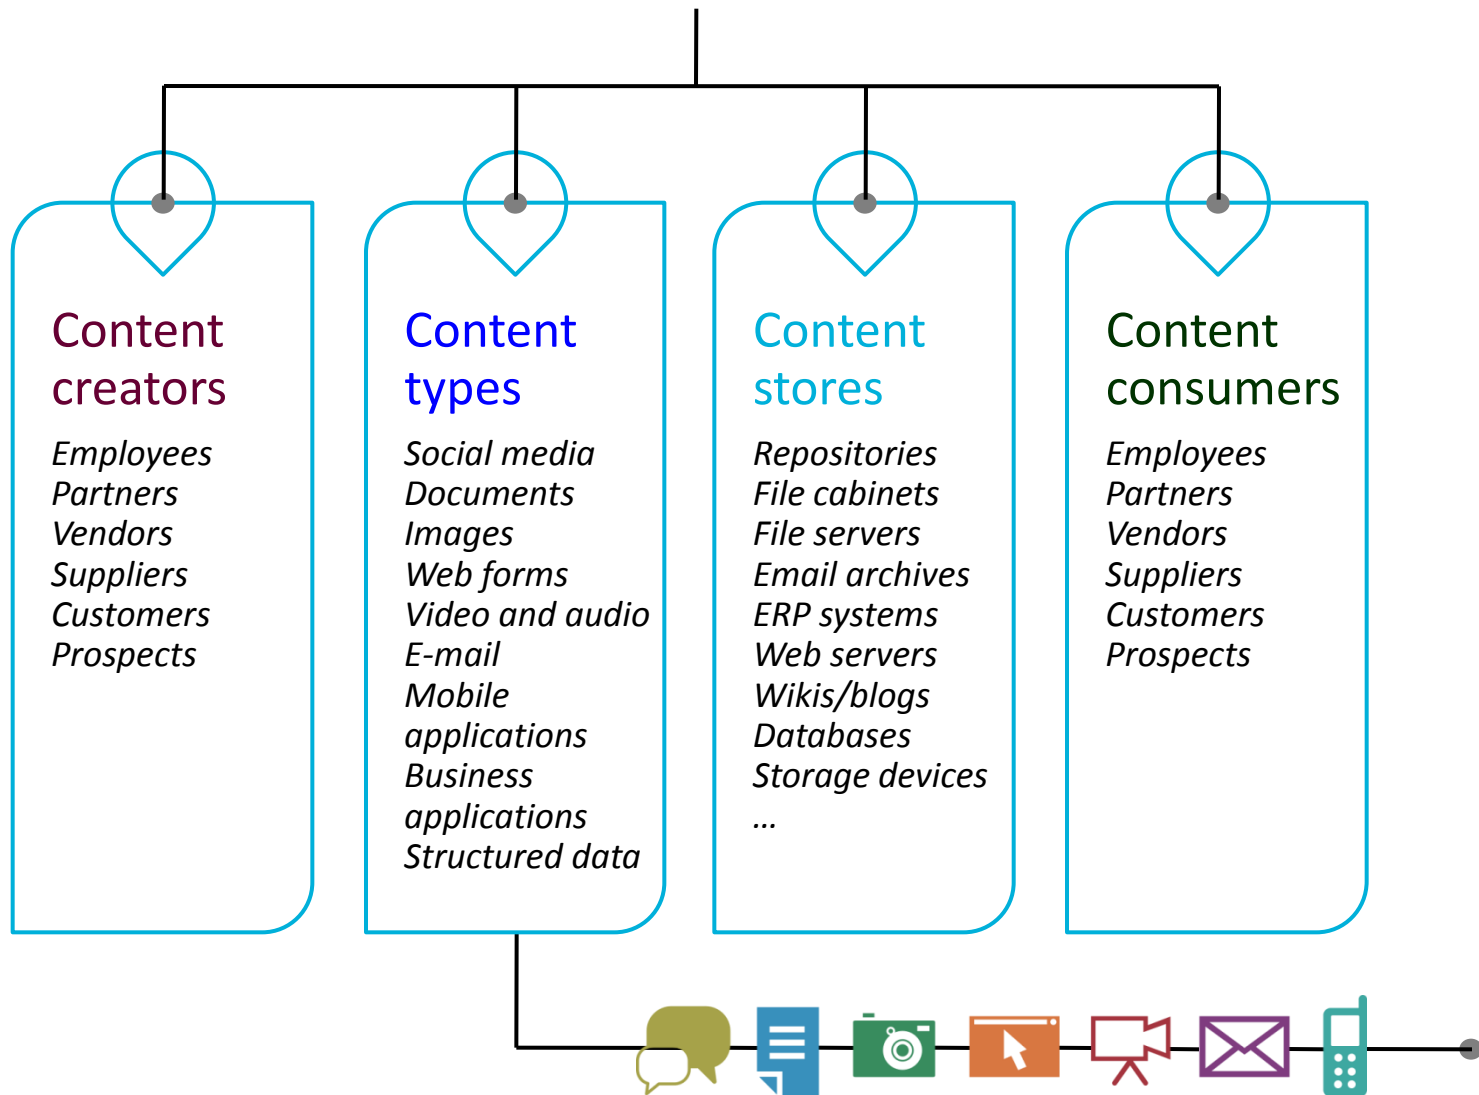 Content
creators
Employees
Partners
Vendors
Suppliers
Customers
Prospects
Content
types
Social media
Documents
Images
Web forms
Video and audio
E-mail
Mobile
applications
Business
applications
Structured data
Content
stores
Repositories
File cabinets
File servers
Email archives
ERP systems
Web servers
Wikis/blogs
Databases
Storage devices
…
Content
consumers
Employees
Partners
Vendors
Suppliers
Customers
Prospects